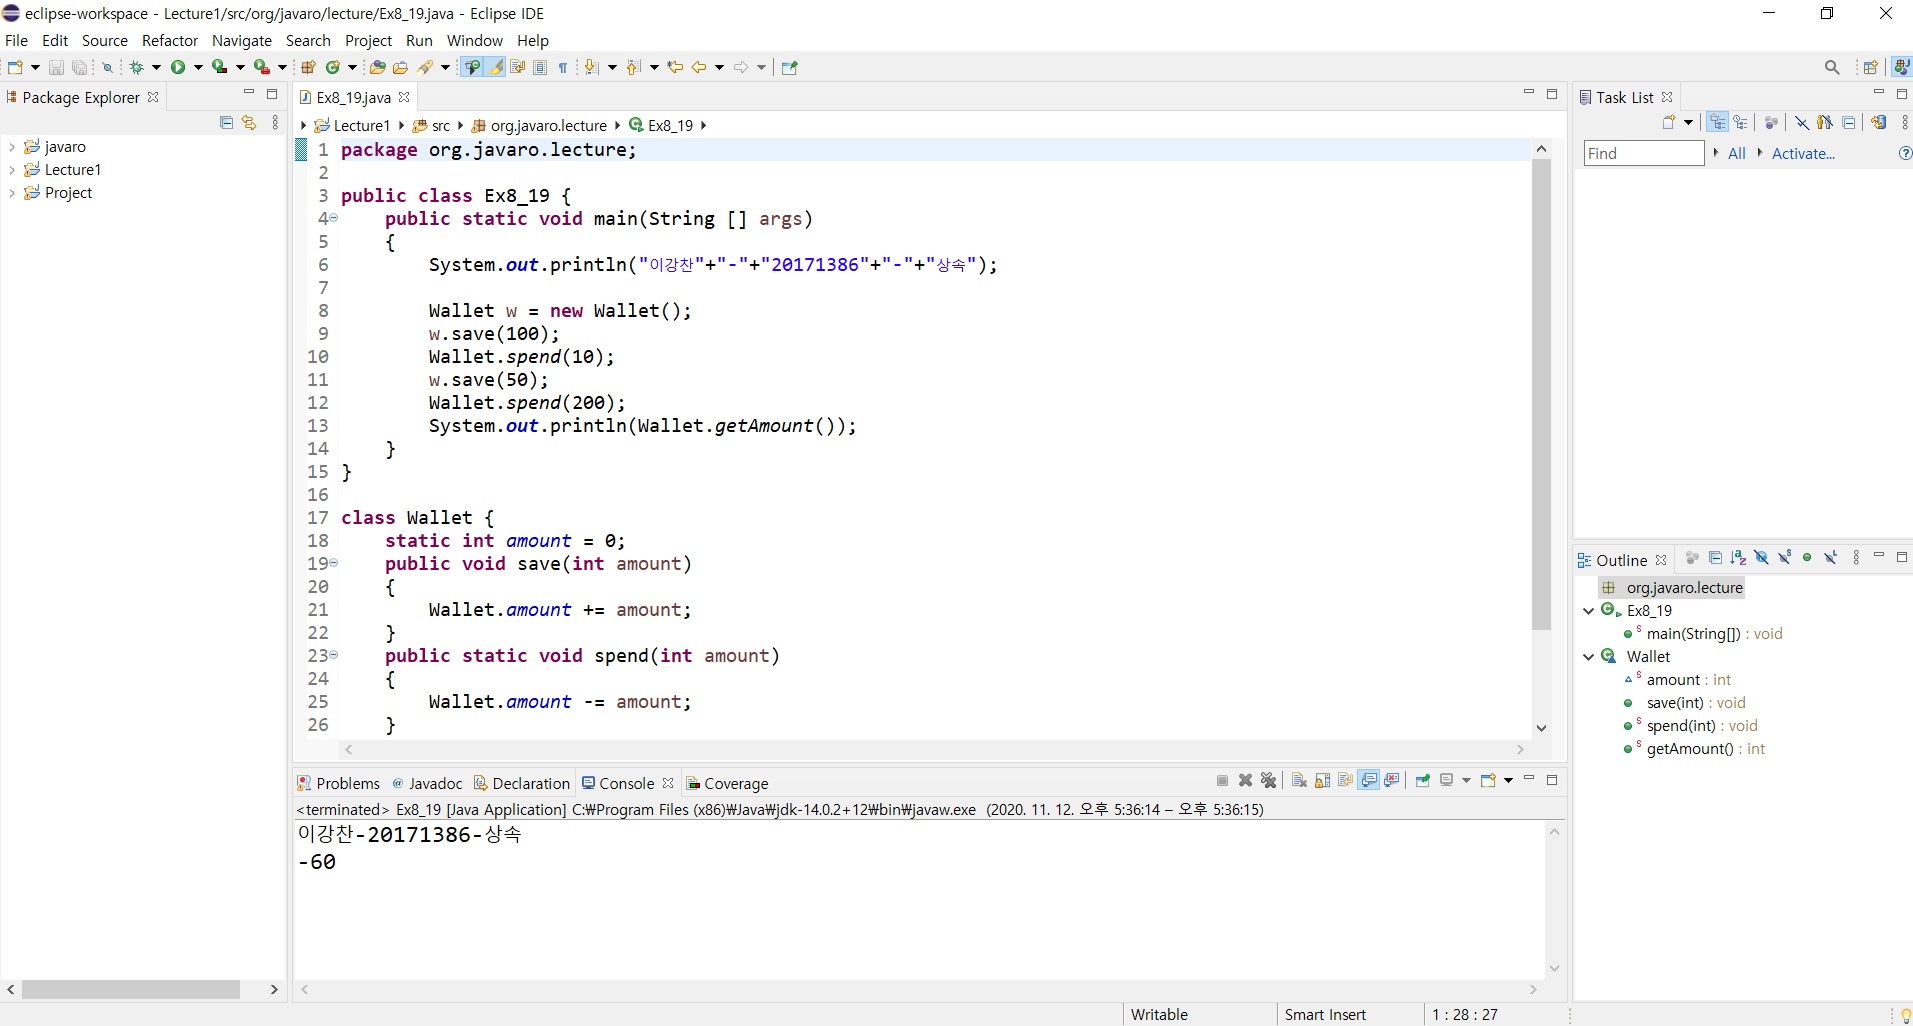 eclipse-workspace - Lecture1/src/org/javaro/lecture/Ex8_19.java - Eclipse IDE
File Edit Source Refactor Navigate Search Project Run Window Help
Package Explorer
javaro
Lecture1
Project
Ex8_19.java
Lecture1 src org.javaro.lecture Ex8_19
1 package org.javaro.lecture;
2
3 public class Ex8_19 {
4 public static void main(String [] args)
5 {
6 System.out.println("이강찬"+"-"+"20171386"+"-"+"상속");
7
8 Wallet w = new Wallet();
9 w.save(100);
10 Wallet.spend(10);
11 w.save(50);
12 Wallet.spend(200);
13 System.out.println(Wallet.getAmount());
14 }
15 }
16
17 class Wallet {
18 static int amount = 0;
19 public void save(int amount)
20 {
21 Wallet.amount += amount;
22 }
23 public static void spend(int amount)
24 {
25 Wallet.amount -= amount;
26 }
Problems @ Javadoc Declaration Console Coverage
<terminated> Ex8_19 [Java Application] C:₩Program Files (x86)₩Java₩jdk-14.0.2+12₩bin₩javaw.exe (2020. 11. 12. 오후 5:36:14 – 오후 5:36:15)
이강찬-20171386-상속
-60
Task List
Find All Activate...
Outline
org.javaro.lecture
Ex8_19
main(String[]) : void
Wallet
amount : int
save(int) : void
spend(int) : void
getAmount() : int
Writable Smart Insert 1 : 28 : 27